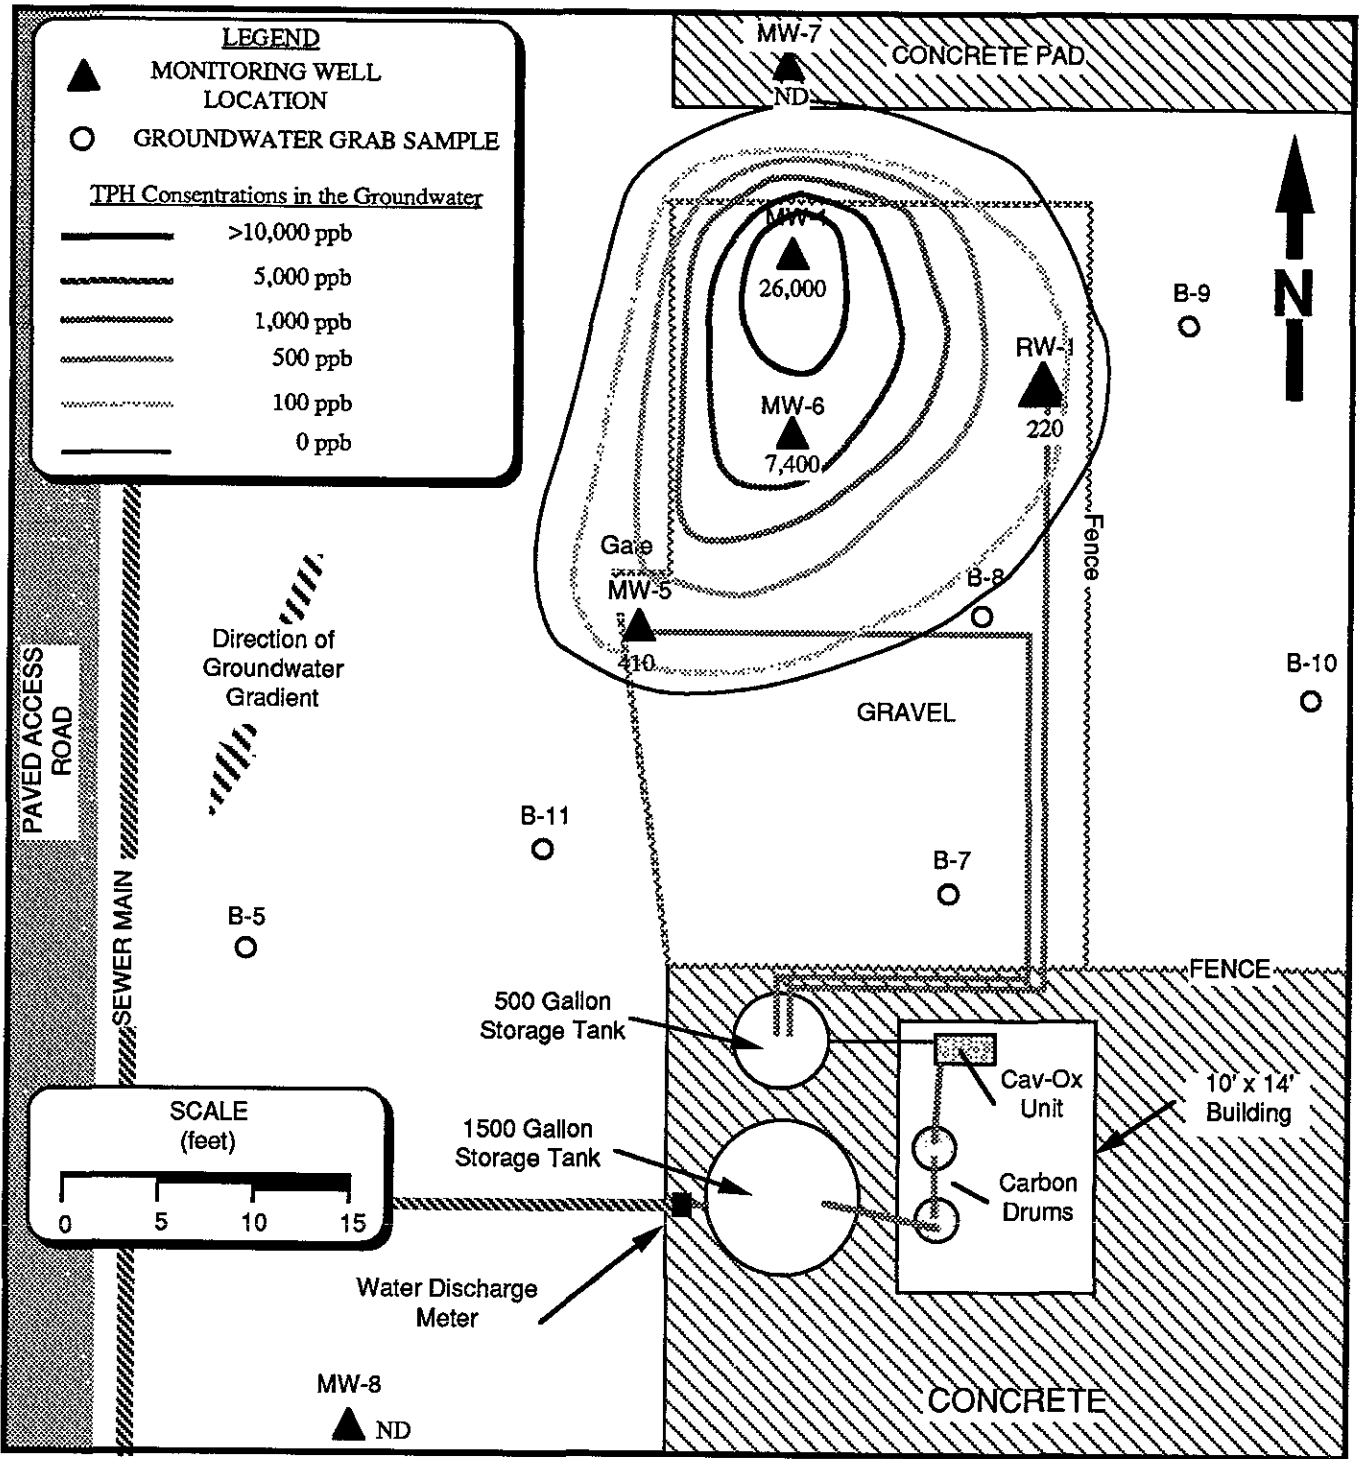 LEGEND
MONITORING WELL
LOCATION
GROUNDWATER GRAB SAMPLE
TPH Consentrations in the Groundwater
>10,000 ppb
5,000 ppb
1,000 ppb
500 ppb
100 ppb
0 ppb
MW-7
ND
CONCRETE PAD
N
MW-4
26,000
B-9
RW-1
220
MW-6
7,400
Fence
Gate
MW-5
410
B-8
Direction of
Groundwater
Gradient
B-10
GRAVEL
PAVED ACCESS
ROAD
B-11
B-7
B-5
SEWER MAIN
FENCE
500 Gallon
Storage Tank
Cav-Ox
Unit
10' x 14'
Building
SCALE
(feet)
0 5 10 15
1500 Gallon
Storage Tank
Carbon
Drums
Water Discharge
Meter
MW-8
ND
CONCRETE